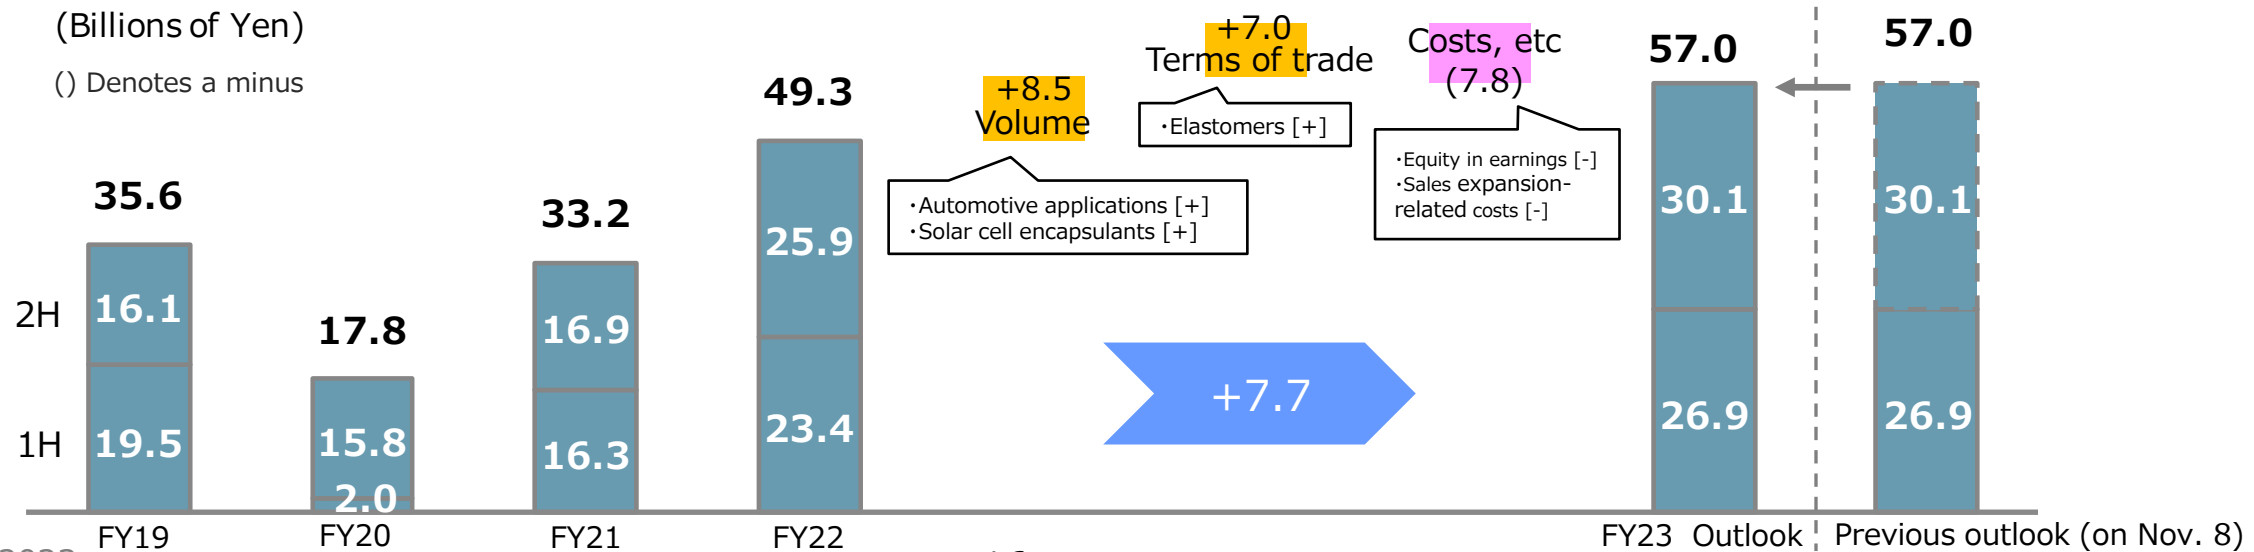 (Billions of Yen)
() Denotes a minus
35.6
17.8
33.2
49.3
+8.5
Volume
・Automotive applications [+]
・Solar cell encapsulants [+]
+7.0
Terms of trade
・Elastomers [+]
Costs, etc
(7.8)
・Equity in earnings [-]
・Sales expansion-
related costs [-]
57.0
57.0
2H
16.1
15.8
16.9
25.9
30.1
30.1
1H
19.5
2.0
16.3
23.4
+7.7
26.9
26.9
FY19
FY20
FY21
FY22
FY23 Outlook
Previous outlook (on Nov. 8)